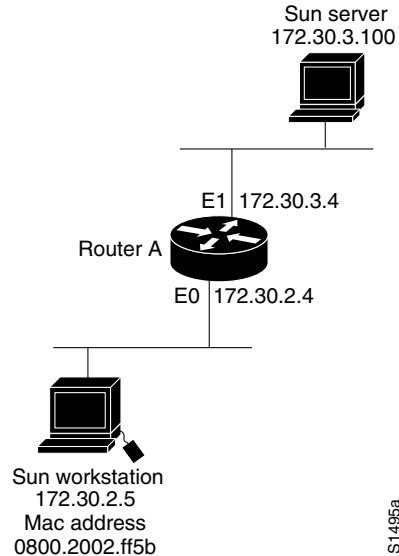 Sun server
172.30.3.100
E1 172.30.3.4
Router A
E0 172.30.2.4
Sun workstation
172.30.2.5
Mac address
0800.2002.ff5b
S1495a